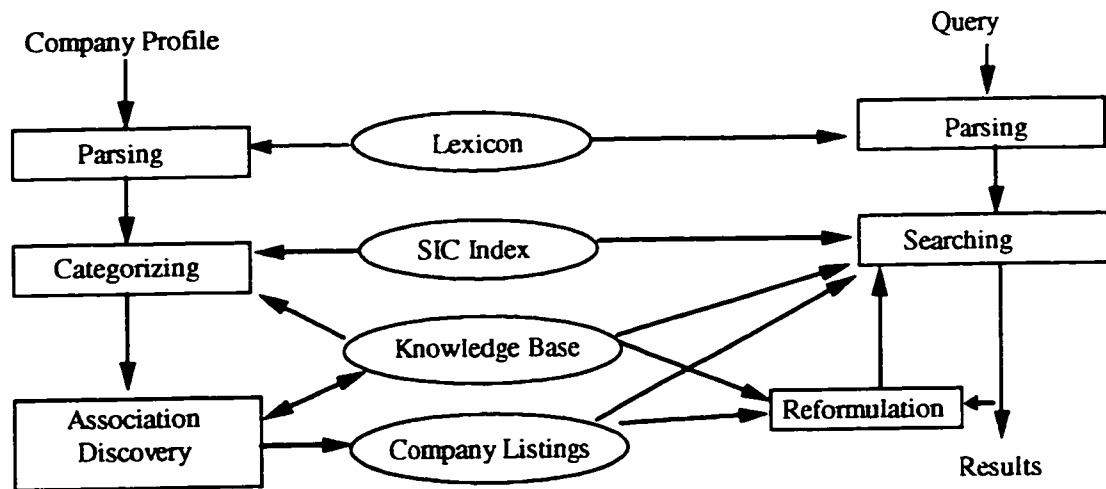 Company Profile
Query
Parsing
Lexicon
Parsing
Categorizing
SIC Index
Searching
Knowledge Base
Association
Discovery
Company Listings
Reformulation
Results